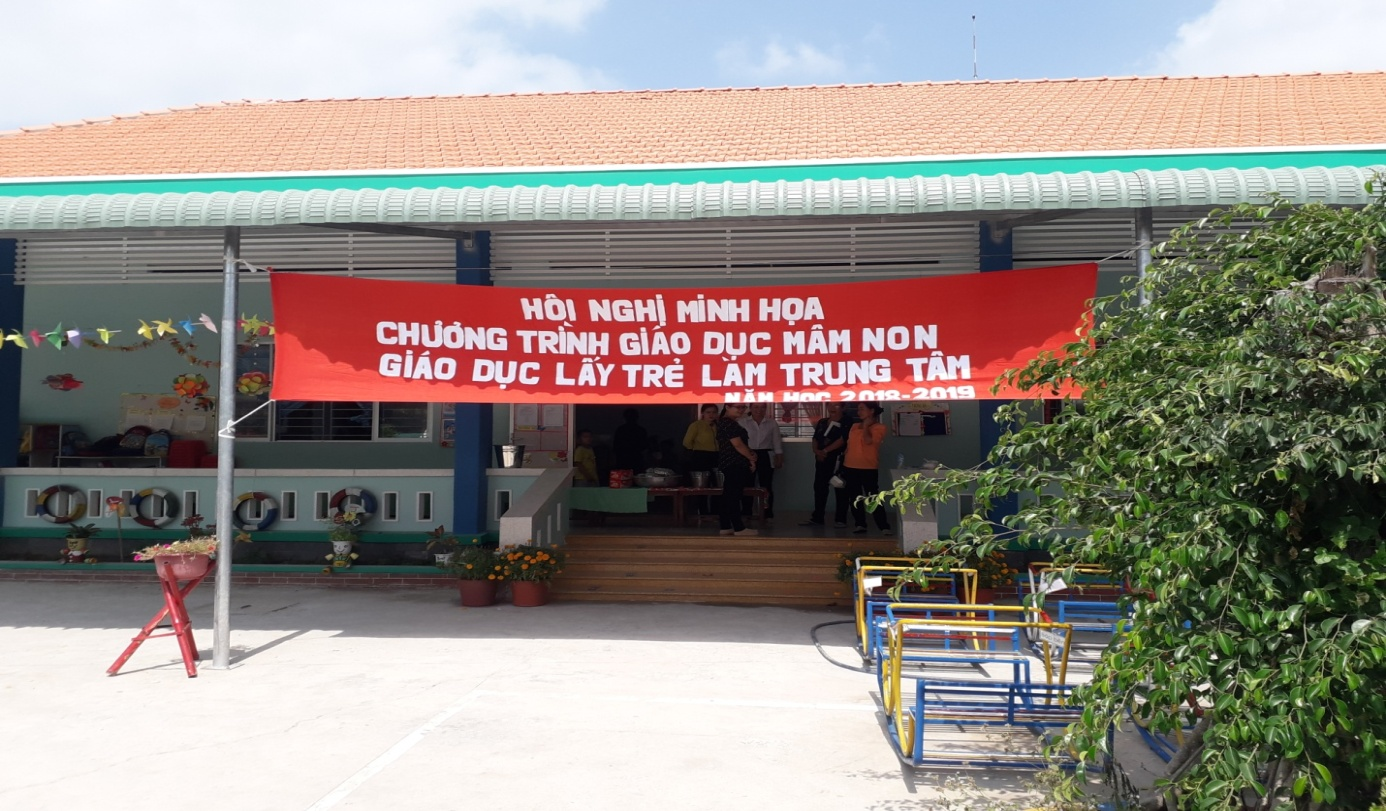 HỘI NGHỊ MINH HỌA
CHƯƠNG TRÌNH GIÁO DỤC MẦM NON
GIÁO DỤC LẤY TRẺ LÀM TRUNG TÂM
NĂM HỌC 2018-2019